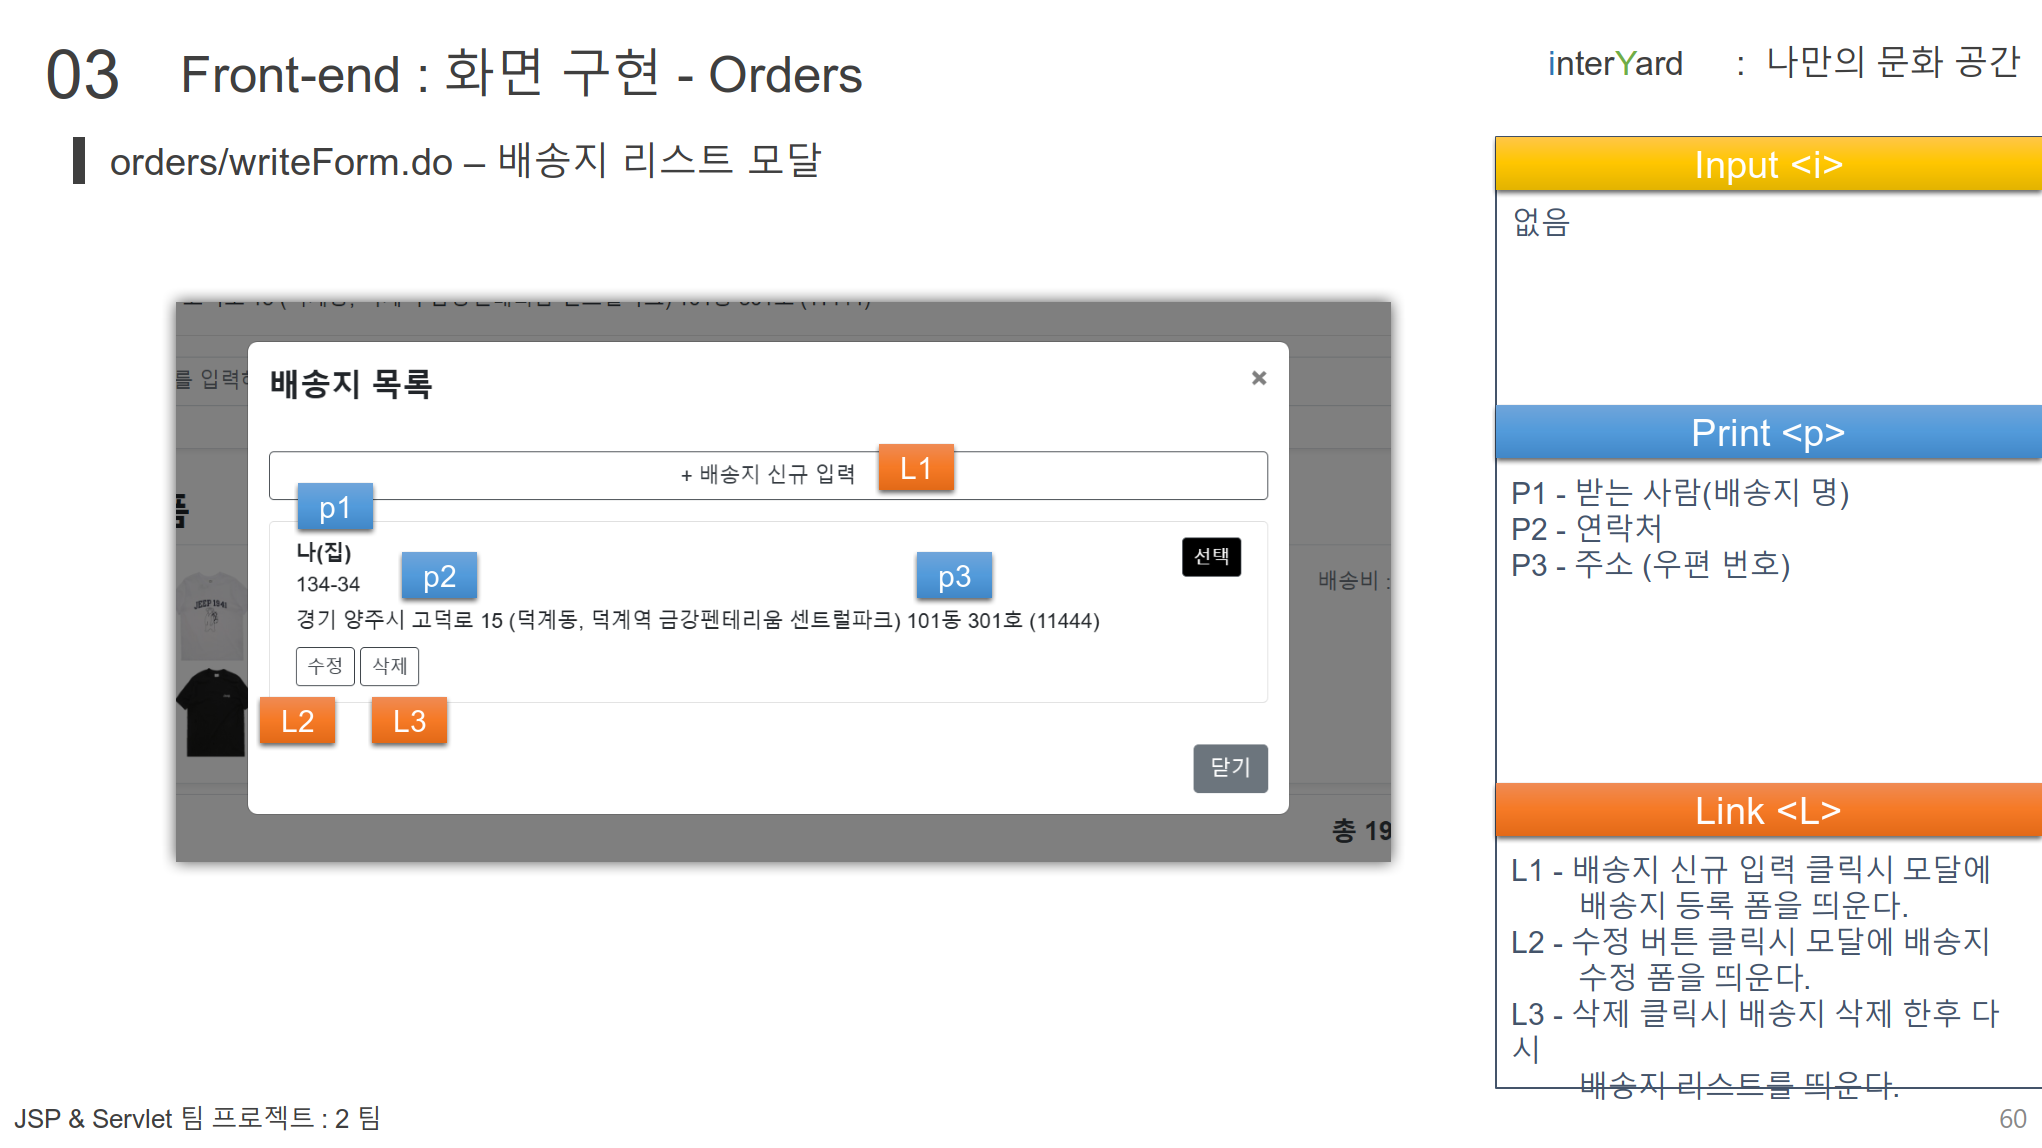 03 Front-end : 화면 구현 - Orders
interYard : 나만의 문화 공간
orders/writeForm.do – 배송지 리스트 모달
를 입력하
배송지 목록
×
+ 배송지 신규 입력
L1
p1
나(집)
선택
134-34
p2
p3
경기 양주시 고덕로 15 (덕계동, 덕계역 금강펜테리움 센트럴파크) 101동 301호 (11444)
수정 삭제
L2 L3
닫기
배송비 :
총 19
Input <i>
없음
Print <p>
P1 - 받는 사람(배송지 명)
P2 - 연락처
P3 - 주소 (우편 번호)
Link <L>
L1 - 배송지 신규 입력 클릭시 모달에
배송지 등록 폼을 띄운다.
L2 - 수정 버튼 클릭시 모달에 배송지
수정 폼을 띄운다.
L3 - 삭제 클릭시 배송지 삭제 한후 다
시
배송지 리스트를 띄운다.
JSP & Servlet 팀 프로젝트 : 2 팀
60